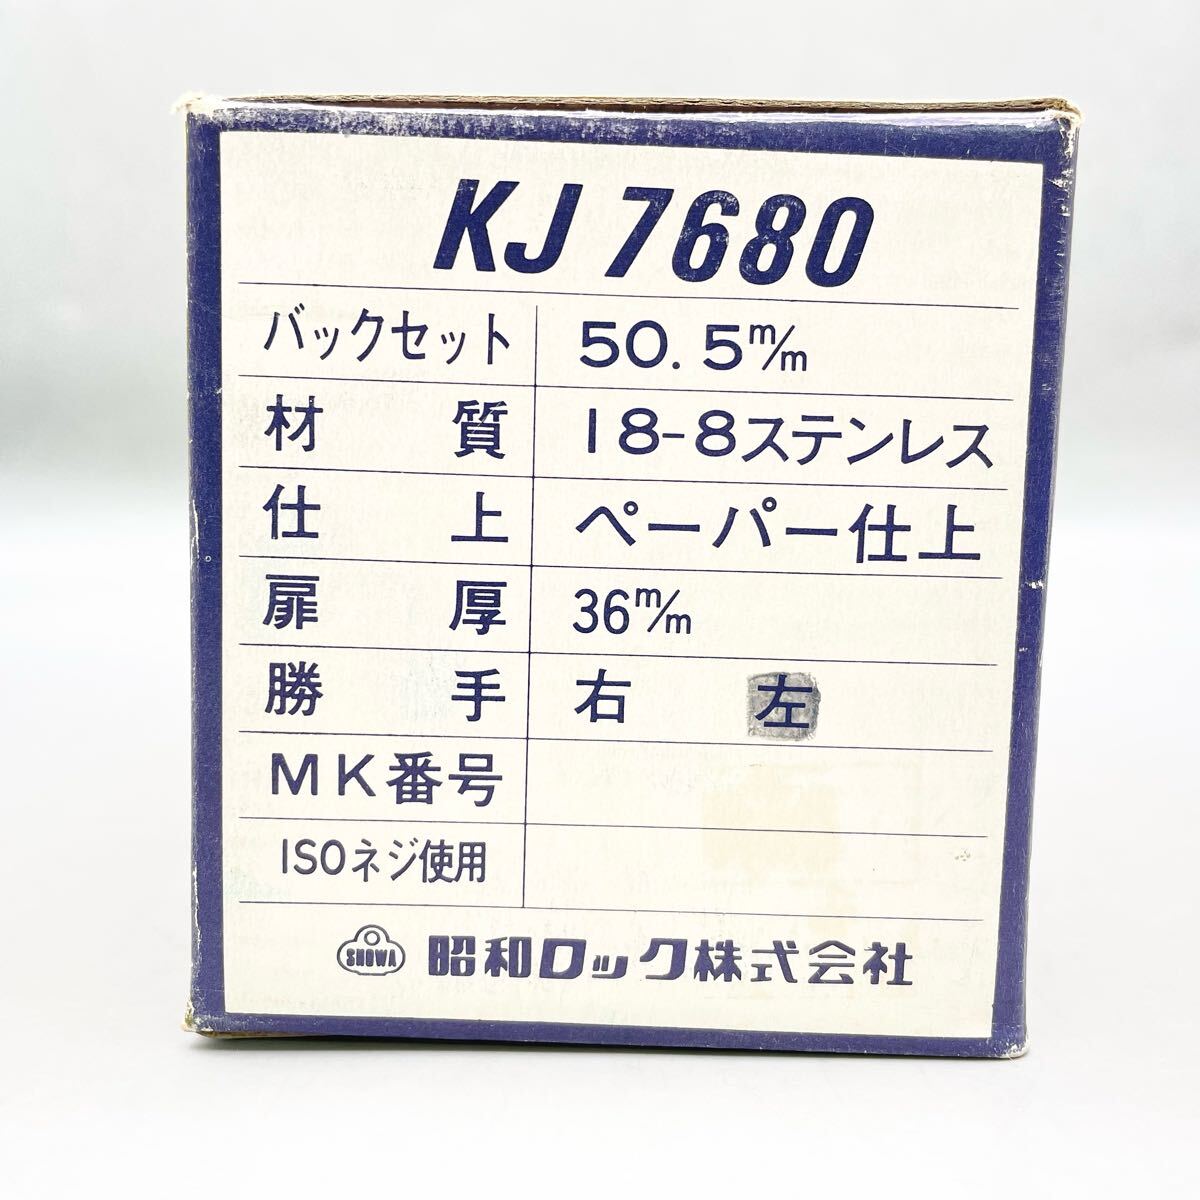 KJ 7680
バックセット 50.5m/m
材質 18-8ステンレス
仕上 ペーパー仕上
扉厚 36m/m
勝手 右 左
MK番号
ISOネジ使用
SHOWA 昭和ロック株式会社